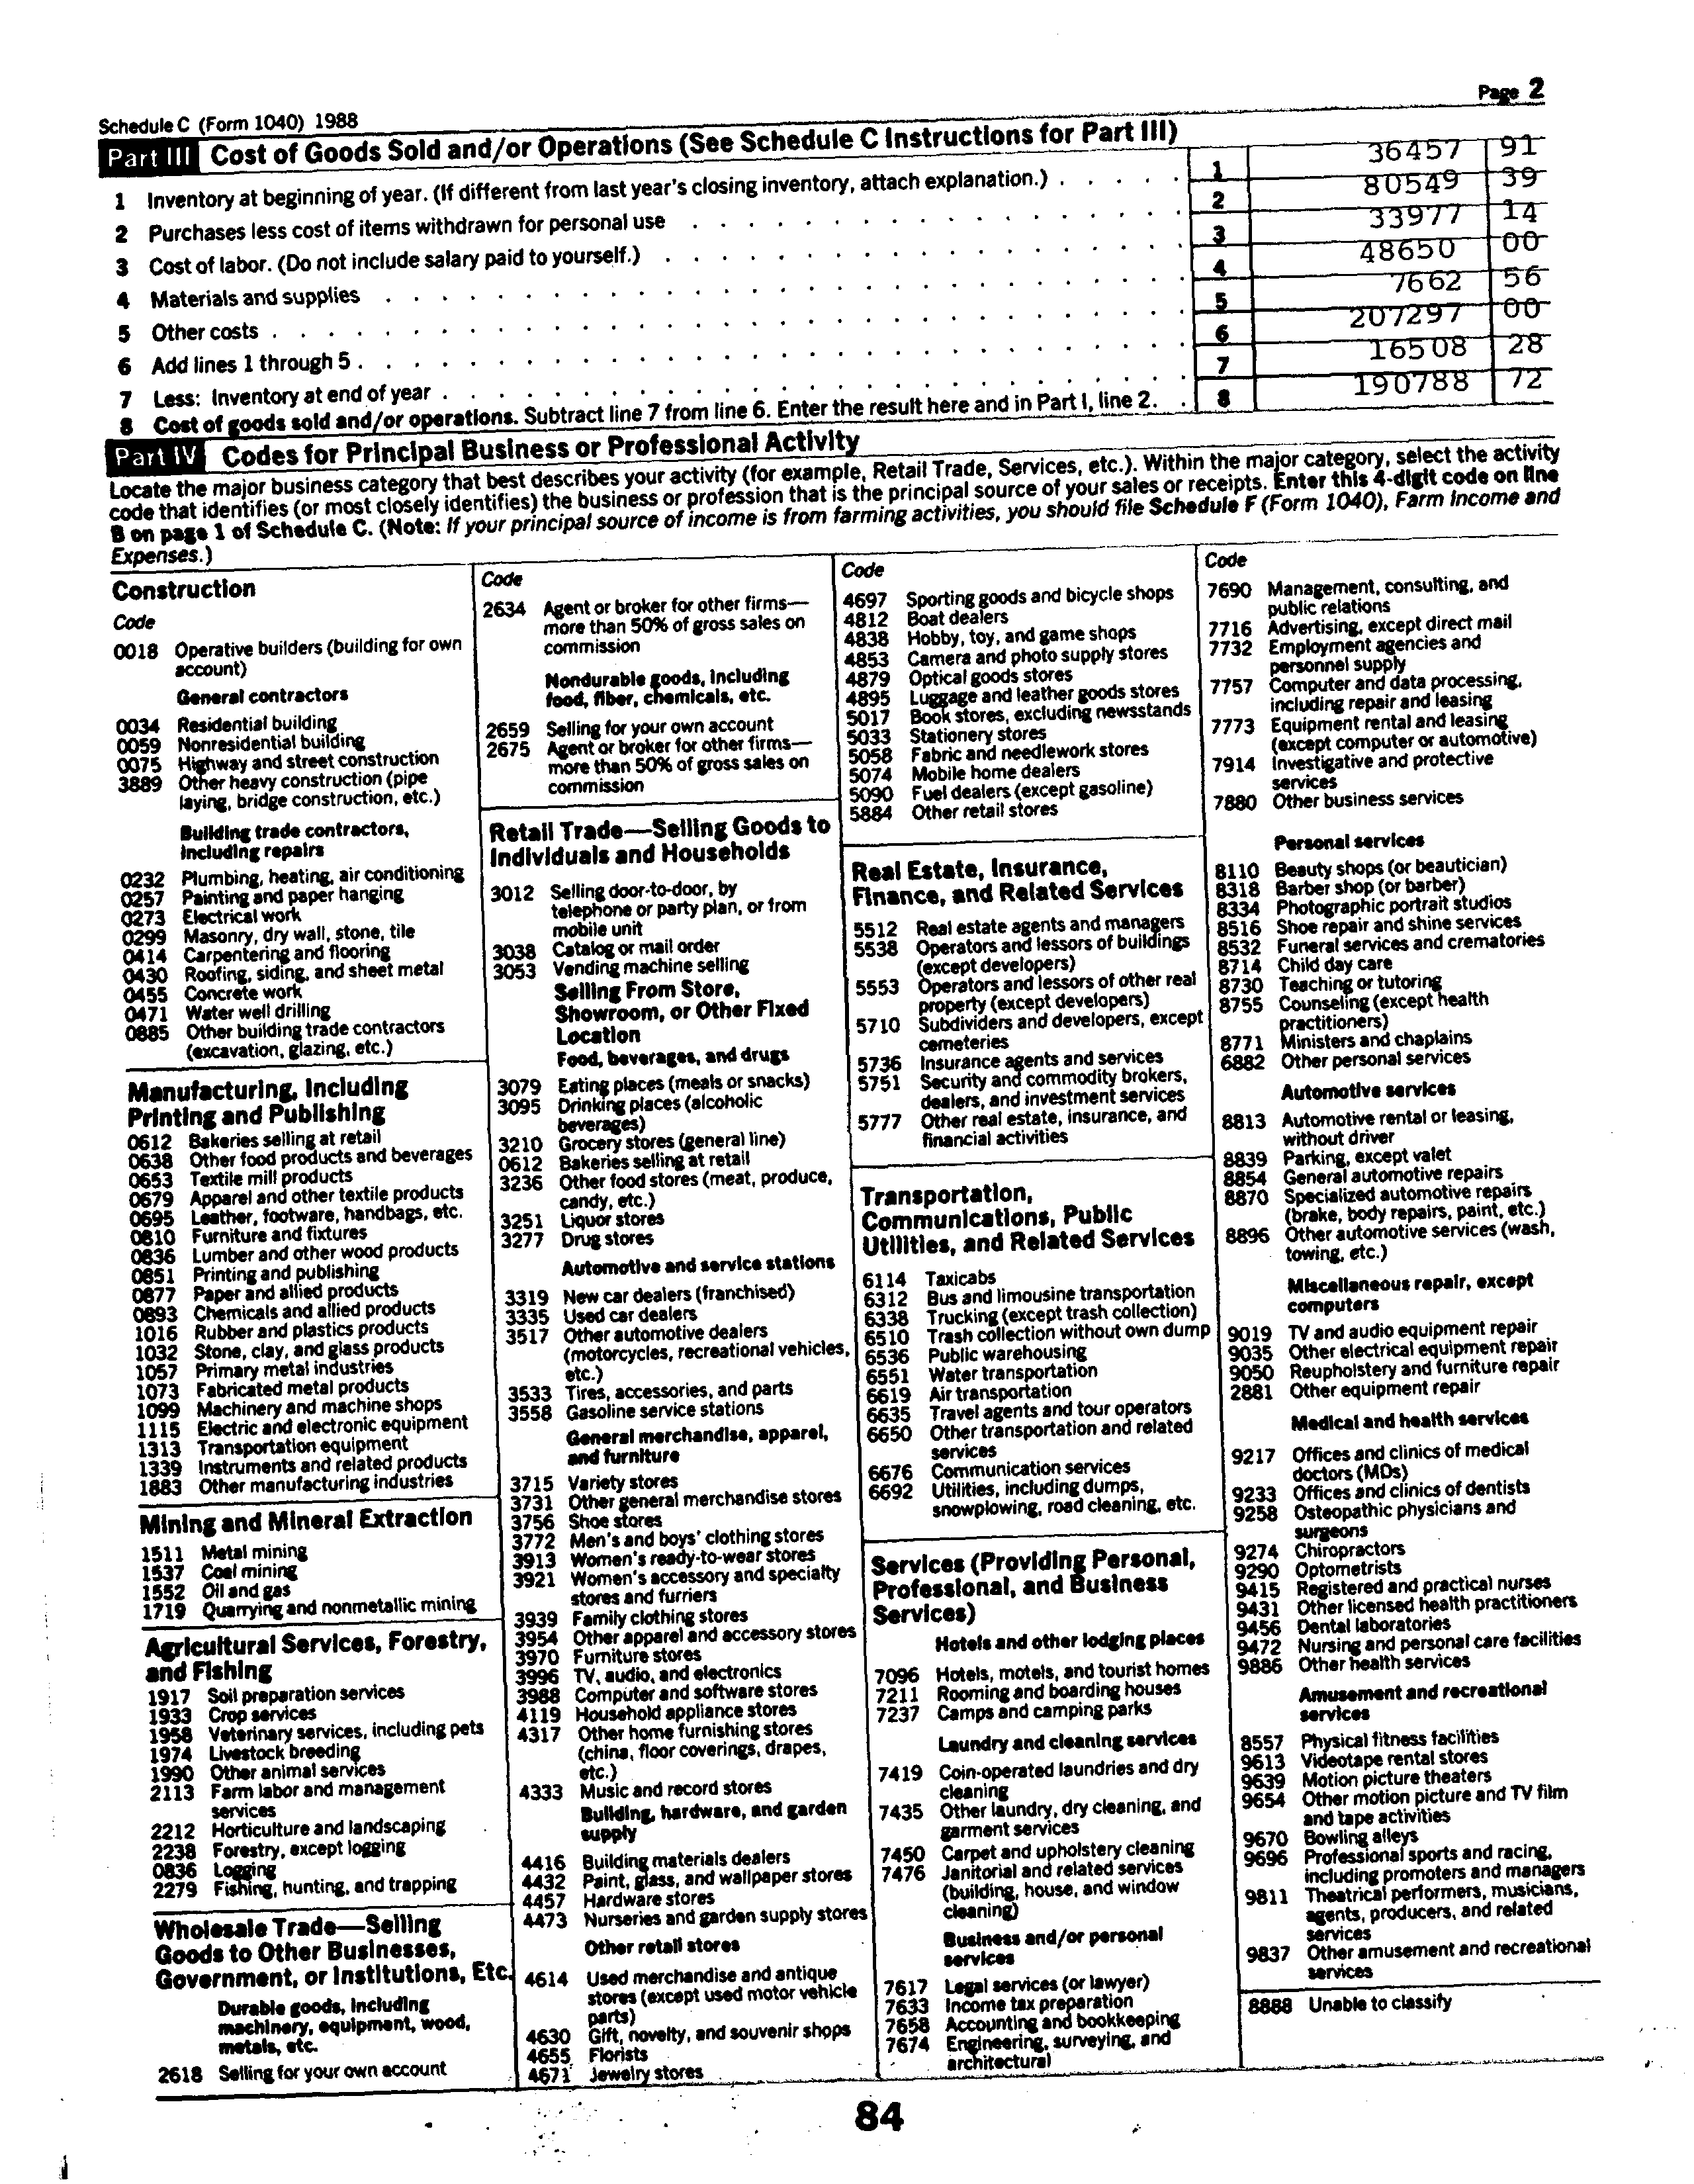 Page 2
Schedule C (Form 1040) 1988
Part III Cost of Goods Sold and/or Operations (See Schedule C Instructions for Part III)
1 Inventory at beginning of year. (If different from last year's closing inventory, attach explanation.) . . . . . 1 36457 91
2 Purchases less cost of items withdrawn for personal use . . . . . 2 80549 39
3 Cost of labor. (Do not include salary paid to yourself.) . . . . . 3 33977 14
4 Materials and supplies . . . . . 4 48650 00
5 Other costs . . . . . 5 7662 56
6 Add lines 1 through 5 . . . . . 6 207297 00
7 Less: Inventory at end of year . . . . . 7 16508 28
8 Cost of goods sold and/or operations. Subtract line 7 from line 6. Enter the result here and in Part I, line 2. . 8 190788 72
Part IV Codes for Principal Business or Professional Activity
Locate the major business category that best describes your activity (for example, Retail Trade, Services, etc.). Within the major category, select the activity
code that identifies (or most closely identifies) the business or profession that is the principal source of your sales or receipts. Enter this 4-digit code on line
B on page 1 of Schedule C. (Note: If your principal source of income is from farming activities, you should file Schedule F (Form 1040), Farm Income and
Expenses.)
Construction
Code
0018 Operative builders (building for own
account)
General contractors
0034 Residential building
0059 Nonresidential building
0075 Highway and street construction
3889 Other heavy construction (pipe
laying, bridge construction, etc.)
Building trade contractors,
including repairs
0232 Plumbing, heating, air conditioning
0257 Painting and paper hanging
0273 Electrical work
0299 Masonry, dry wall, stone, tile
0414 Carpentering and flooring
0430 Roofing, siding, and sheet metal
0455 Concrete work
0471 Water well drilling
0885 Other building trade contractors
(excavation, glazing, etc.)
Manufacturing, Including
Printing and Publishing
0612 Bakeries selling at retail
0638 Other food products and beverages
0653 Textile mill products
0679 Apparel and other textile products
0695 Leather, footware, handbags, etc.
0810 Furniture and fixtures
0836 Lumber and other wood products
0851 Printing and publishing
0877 Paper and allied products
0893 Chemicals and allied products
1016 Rubber and plastics products
1032 Stone, clay, and glass products
1057 Primary metal industries
1073 Fabricated metal products
1099 Machinery and machine shops
1115 Electric and electronic equipment
1313 Transportation equipment
1339 Instruments and related products
1883 Other manufacturing industries
Mining and Mineral Extraction
1511 Metal mining
1537 Coal mining
1552 Oil and gas
1719 Quarrying and nonmetallic mining
Agricultural Services, Forestry,
and Fishing
1917 Soil preparation services
1933 Crop services
1958 Veterinary services, including pets
1974 Livestock breeding
1990 Other animal services
2113 Farm labor and management
services
2212 Horticulture and landscaping
2238 Forestry, except logging
0836 Logging
2279 Fishing, hunting, and trapping
Wholesale Trade—Selling
Goods to Other Businesses,
Government, or Institutions, Etc.
Durable goods, including
machinery, equipment, wood,
metals, etc.
2618 Selling for your own account
Code
2634 Agent or broker for other firms—
more than 50% of gross sales on
commission
Nondurable goods, including
food, fiber, chemicals, etc.
2659 Selling for your own account
2675 Agent or broker for other firms—
more than 50% of gross sales on
commission
Retail Trade—Selling Goods to
Individuals and Households
3012 Selling door-to-door, by
telephone or party plan, or from
mobile unit
3038 Catalog or mail order
3053 Vending machine selling
Selling From Store,
Showroom, or Other Fixed
Location
Food, beverages, and drugs
3079 Eating places (meals or snacks)
3095 Drinking places (alcoholic
beverages)
3210 Grocery stores (general line)
0612 Bakeries selling at retail
3236 Other food stores (meat, produce,
candy, etc.)
3251 Liquor stores
3277 Drug stores
Automotive and service stations
3319 New car dealers (franchised)
3335 Used car dealers
3517 Other automotive dealers
(motorcycles, recreational vehicles,
etc.)
3533 Tires, accessories, and parts
3558 Gasoline service stations
General merchandise, apparel,
and furniture
3715 Variety stores
3731 Other general merchandise stores
3756 Shoe stores
3772 Men's and boys' clothing stores
3913 Women's ready-to-wear stores
3921 Women's accessory and specialty
stores and furriers
3939 Family clothing stores
3954 Other apparel and accessory stores
3970 Furniture stores
3996 TV, audio, and electronics
3988 Computer and software stores
4119 Household appliance stores
4317 Other home furnishing stores
(china, floor coverings, drapes,
etc.)
4333 Music and record stores
Building, hardware, and garden
supply
4416 Building materials dealers
4432 Paint, glass, and wallpaper stores
4457 Hardware stores
4473 Nurseries and garden supply stores
Other retail stores
4614 Used merchandise and antique
stores (except used motor vehicle
parts)
4630 Gift, novelty, and souvenir shops
4655 Florists
4671 Jewelry stores
Code
4697 Sporting goods and bicycle shops
4812 Boat dealers
4838 Hobby, toy, and game shops
4853 Camera and photo supply stores
4879 Optical goods stores
4895 Luggage and leather goods stores
5017 Book stores, excluding newsstands
5033 Stationery stores
5058 Fabric and needlework stores
5074 Mobile home dealers
5090 Fuel dealers (except gasoline)
5884 Other retail stores
Real Estate, Insurance,
Finance, and Related Services
5512 Real estate agents and managers
5538 Operators and lessors of buildings
(except developers)
5553 Operators and lessors of other real
property (except developers)
5710 Subdividers and developers, except
cemeteries
5736 Insurance agents and services
5751 Security and commodity brokers,
dealers, and investment services
5777 Other real estate, insurance, and
financial activities
Transportation,
Communications, Public
Utilities, and Related Services
6114 Taxicabs
6312 Bus and limousine transportation
6338 Trucking (except trash collection)
6510 Trash collection without own dump
6536 Public warehousing
6551 Water transportation
6619 Air transportation
6635 Travel agents and tour operators
6650 Other transportation and related
services
6676 Communication services
6692 Utilities, including dumps,
snowplowing, road cleaning, etc.
Services (Providing Personal,
Professional, and Business
Services)
Hotels and other lodging places
7096 Hotels, motels, and tourist homes
7211 Rooming and boarding houses
7237 Camps and camping parks
Laundry and cleaning services
7419 Coin-operated laundries and dry
cleaning
7435 Other laundry, dry cleaning, and
garment services
7450 Carpet and upholstery cleaning
7476 Janitorial and related services
(building, house, and window
cleaning)
Business and/or personal
services
7617 Legal services (or lawyer)
7633 Income tax preparation
7658 Accounting and bookkeeping
7674 Engineering, surveying, and
architectural
Code
7690 Management, consulting, and
public relations
7716 Advertising, except direct mail
7732 Employment agencies and
personnel supply
7757 Computer and data processing,
including repair and leasing
7773 Equipment rental and leasing
(except computer or automotive)
7914 Investigative and protective
services
7880 Other business services
Personal services
8110 Beauty shops (or beautician)
8318 Barber shop (or barber)
8334 Photographic portrait studios
8516 Shoe repair and shine services
8532 Funeral services and crematories
8714 Child day care
8730 Teaching or tutoring
8755 Counseling (except health
practitioners)
8771 Ministers and chaplains
6882 Other personal services
Automotive services
8813 Automotive rental or leasing,
without driver
8839 Parking, except valet
8854 General automotive repairs
8870 Specialized automotive repairs
(brake, body repairs, paint, etc.)
8896 Other automotive services (wash,
towing, etc.)
Miscellaneous repair, except
computers
9019 TV and audio equipment repair
9035 Other electrical equipment repair
9050 Reupholstery and furniture repair
2881 Other equipment repair
Medical and health services
9217 Offices and clinics of medical
doctors (MDs)
9233 Offices and clinics of dentists
9258 Osteopathic physicians and
surgeons
9274 Chiropractors
9290 Optometrists
9415 Registered and practical nurses
9431 Other licensed health practitioners
9456 Dental laboratories
9472 Nursing and personal care facilities
9886 Other health services
Amusement and recreational
services
8557 Physical fitness facilities
9613 Videotape rental stores
9639 Motion picture theaters
9654 Other motion picture and TV film
and tape activities
9670 Bowling alleys
9696 Professional sports and racing,
including promoters and managers
9811 Theatrical performers, musicians,
agents, producers, and related
services
9837 Other amusement and recreational
services
8888 Unable to classify
84